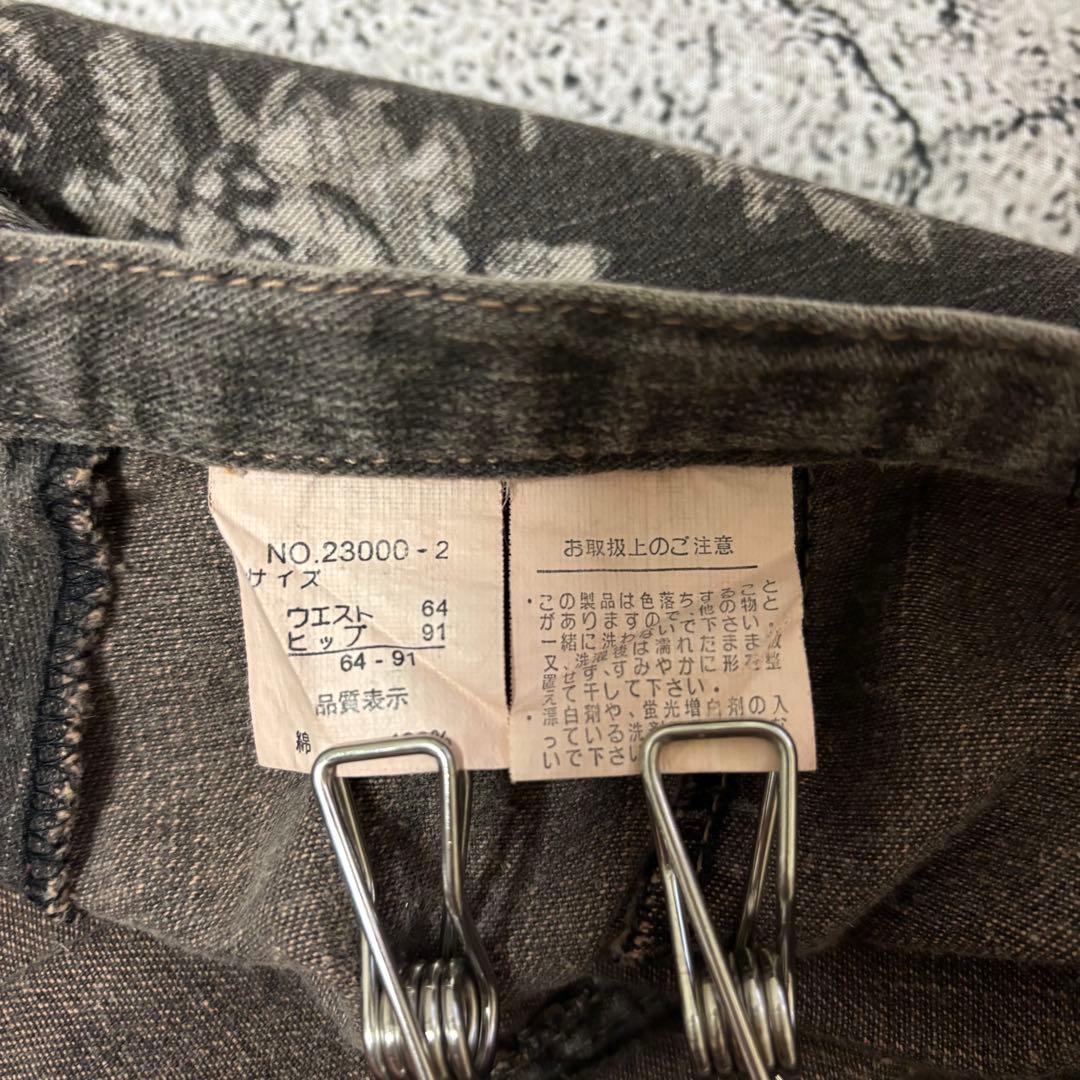 NO.23000-2
サイズ
ウエスト 64
ヒップ 91
64-91
品質表示
綿
お取扱上のご注意
・この製品は色落ちすること
がありますので、他の物と
一緒に洗わないで下さい。
又、洗濯後は濡れたまま放
置せず、すみやかに形を整
えて干して下さい。
・漂白剤や、蛍光増白剤の入
っている洗剤
いで下さい